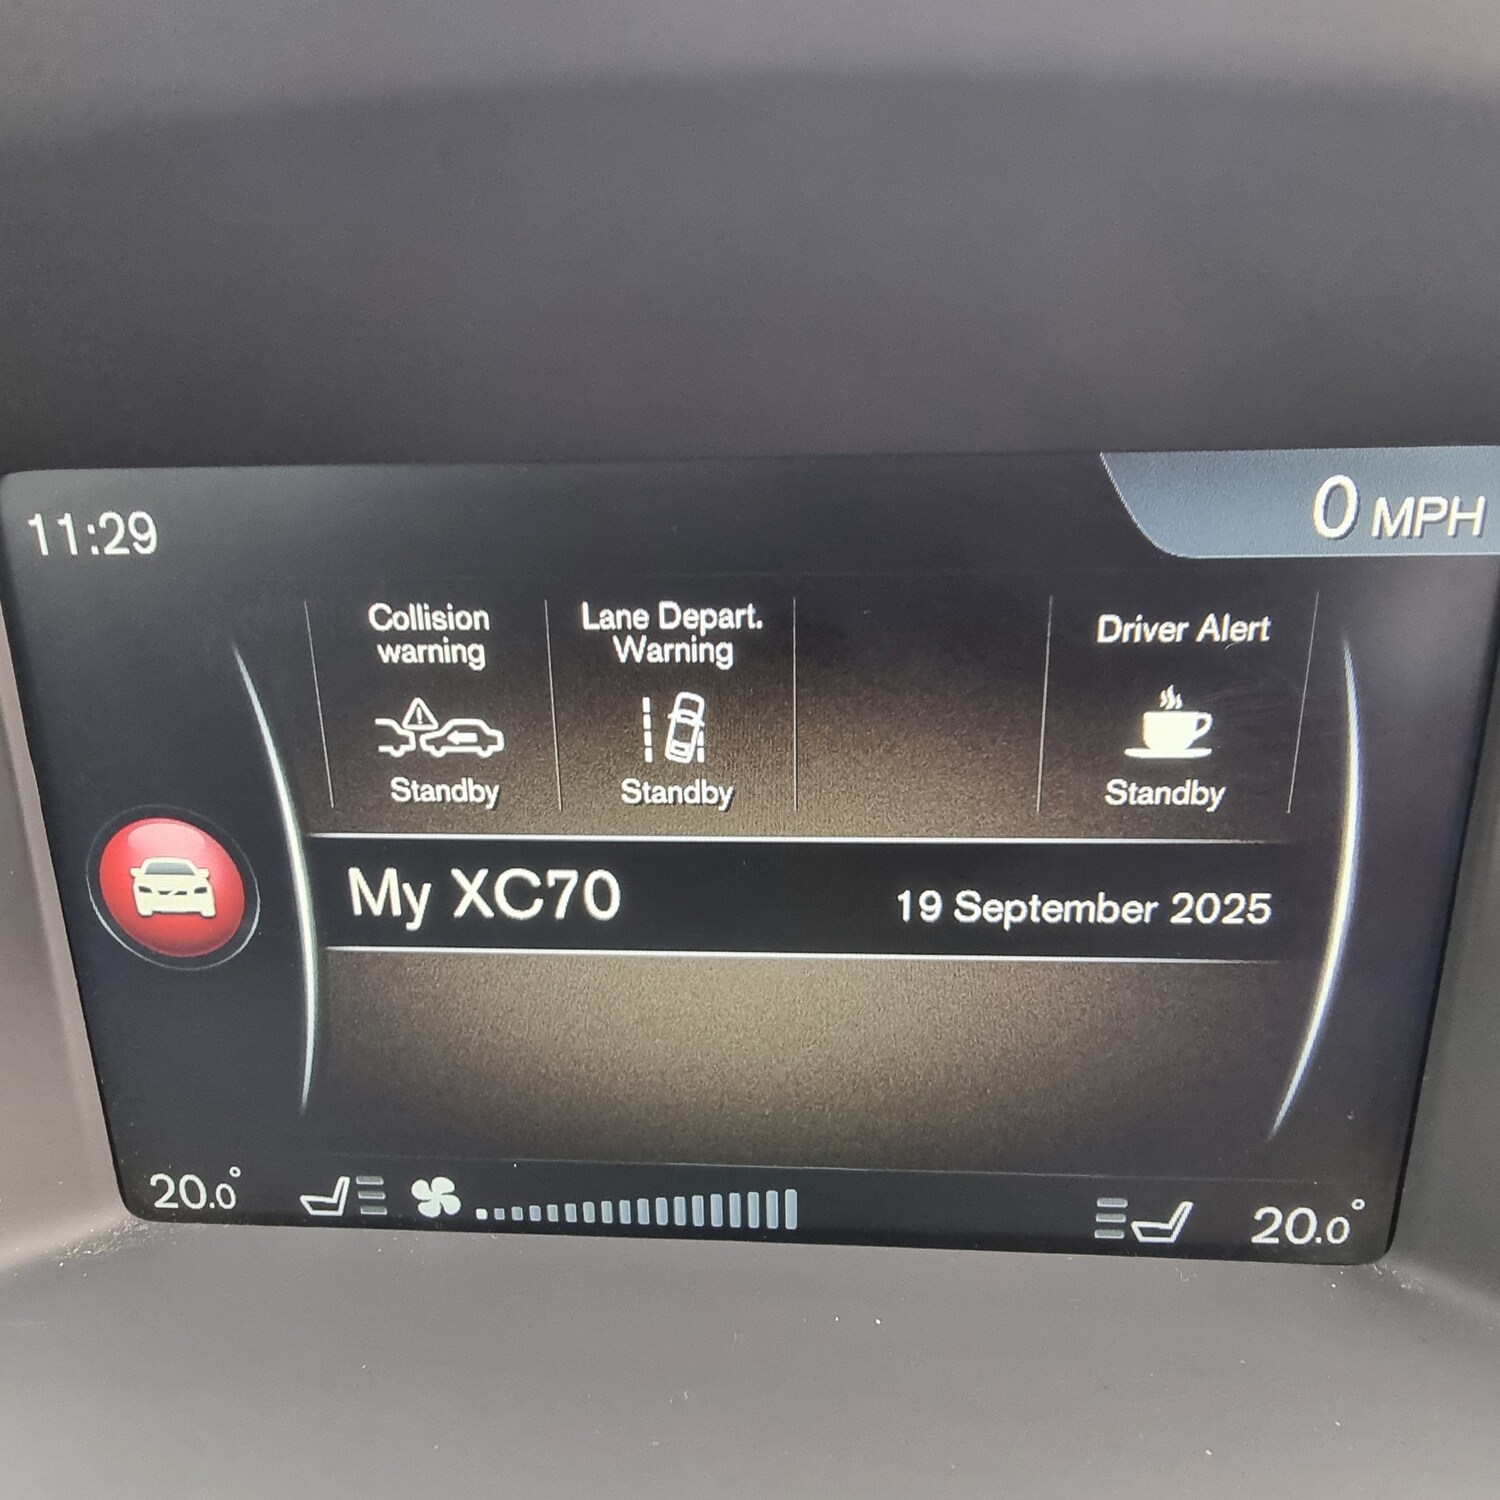 11:29
0 MPH
Collision
warning
Lane Depart.
Warning
Driver Alert
Standby
Standby
Standby
My XC70
19 September 2025
20.0°
20.0°